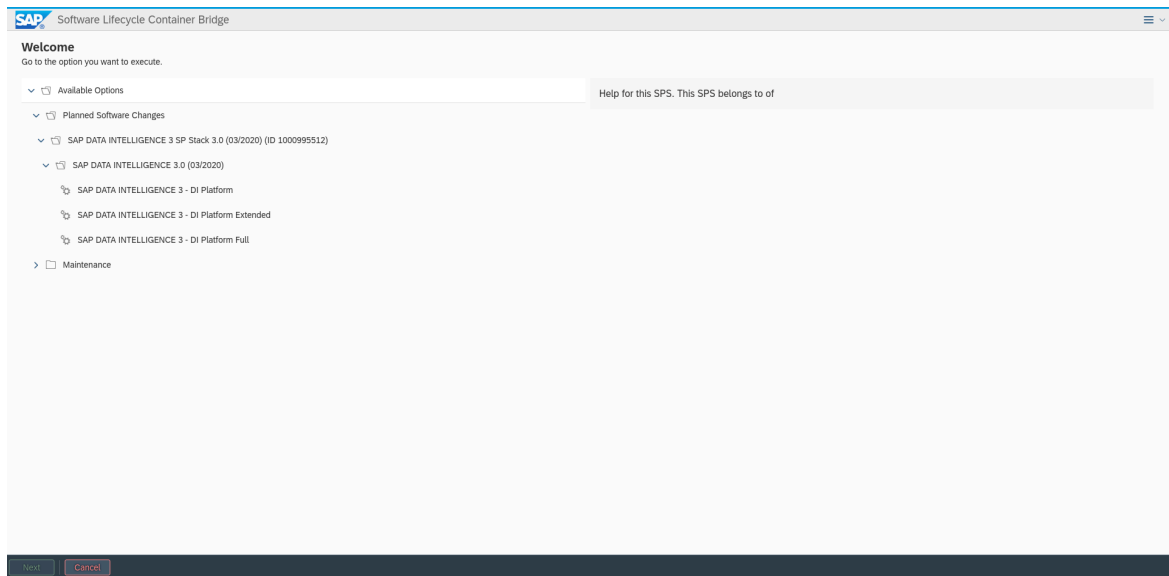 SAP Software Lifecycle Container Bridge
Welcome
Go to the option you want to execute.
Available Options
Help for this SPS. This SPS belongs to of
Planned Software Changes
SAP DATA INTELLIGENCE 3 SP Stack 3.0 (03/2020) (ID 1000995512)
SAP DATA INTELLIGENCE 3.0 (03/2020)
SAP DATA INTELLIGENCE 3 - DI Platform
SAP DATA INTELLIGENCE 3 - DI Platform Extended
SAP DATA INTELLIGENCE 3 - DI Platform Full
Maintenance
Next Cancel